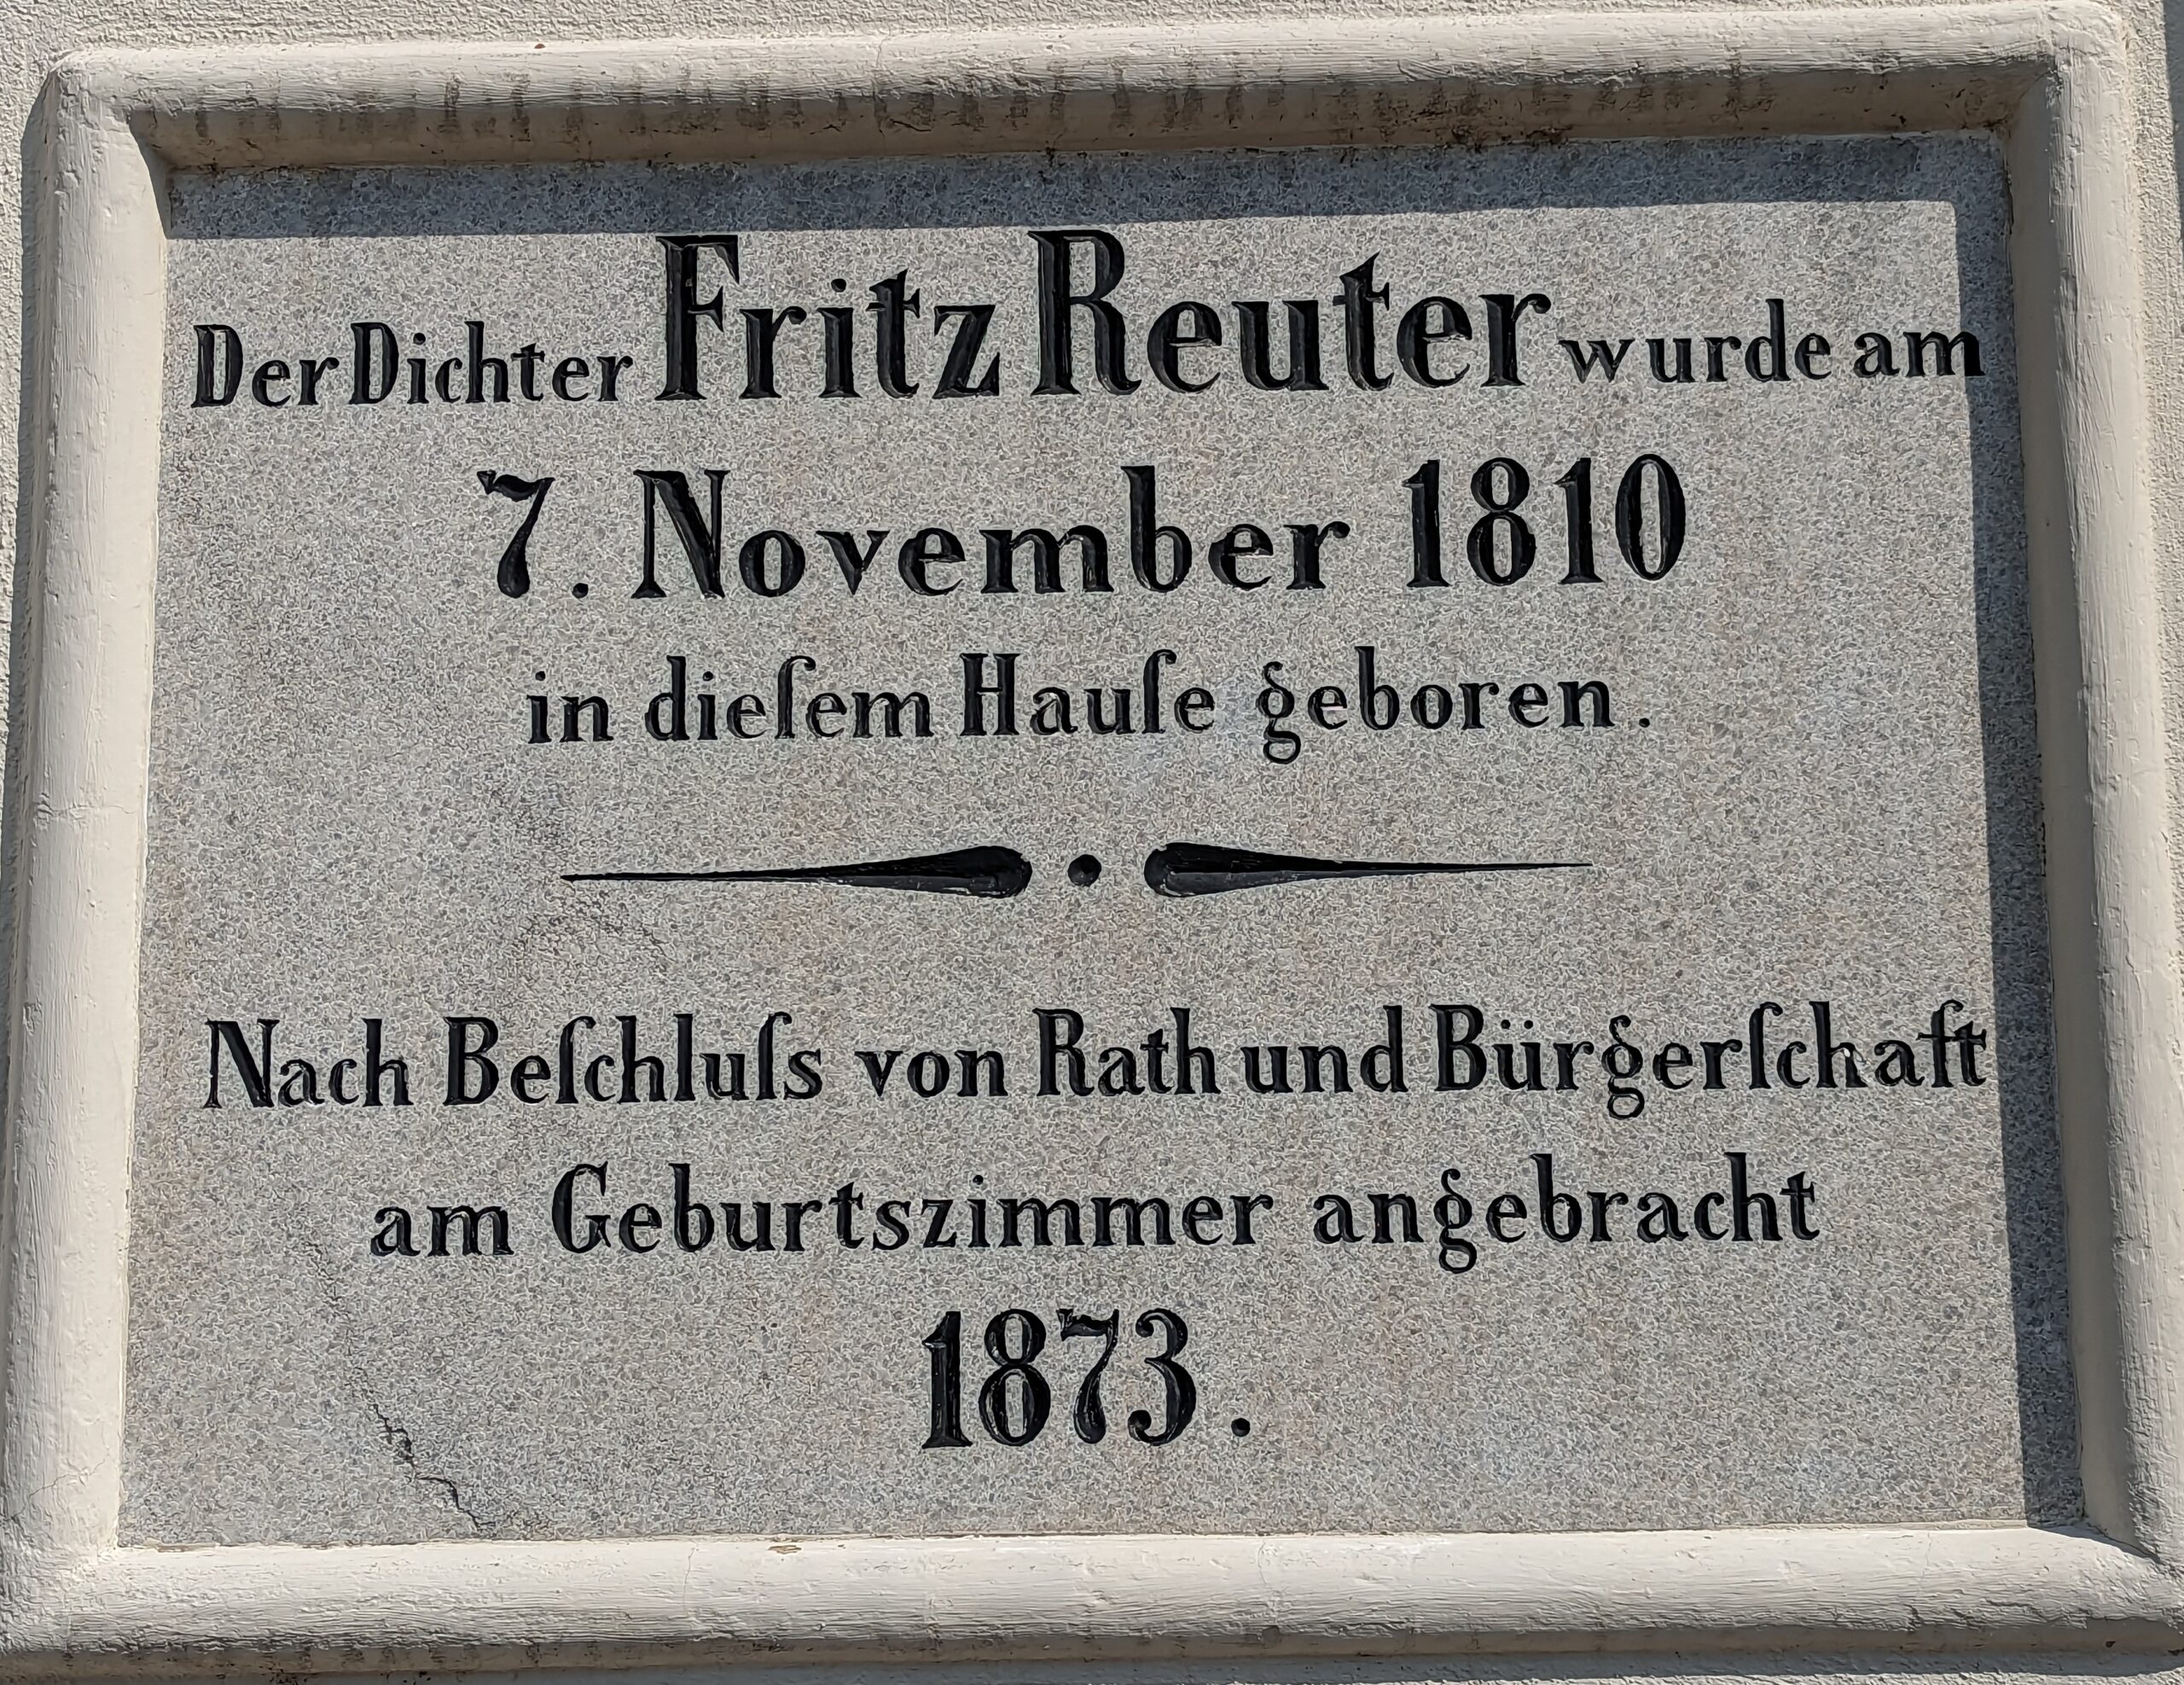 Der Dichter Fritz Reuter wurde am
7. November 1810
in dieſem Hauſe geboren.
Nach Beſchluſs von Rath und Bürgerſchaft
am Geburtszimmer angebracht
1873.